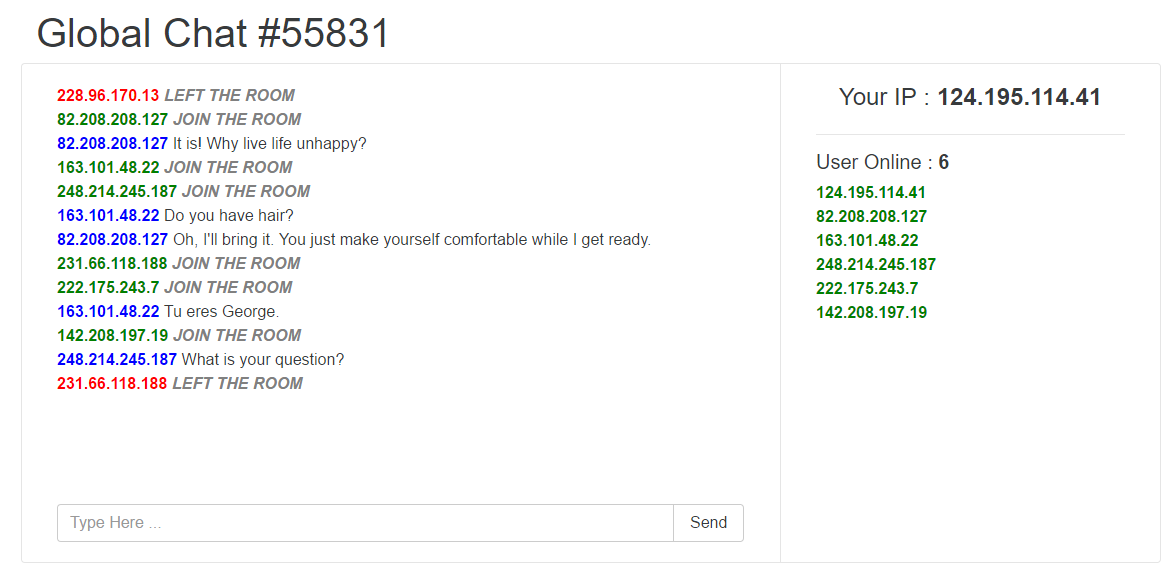 Global Chat #55831
228.96.170.13 LEFT THE ROOM
82.208.208.127 JOIN THE ROOM
82.208.208.127 It is! Why live life unhappy?
163.101.48.22 JOIN THE ROOM
248.214.245.187 JOIN THE ROOM
163.101.48.22 Do you have hair?
82.208.208.127 Oh, I'll bring it. You just make yourself comfortable while I get ready.
231.66.118.188 JOIN THE ROOM
222.175.243.7 JOIN THE ROOM
163.101.48.22 Tu eres George.
142.208.197.19 JOIN THE ROOM
248.214.245.187 What is your question?
231.66.118.188 LEFT THE ROOM
Type Here ...
Send
Your IP : 124.195.114.41
User Online : 6
124.195.114.41
82.208.208.127
163.101.48.22
248.214.245.187
222.175.243.7
142.208.197.19